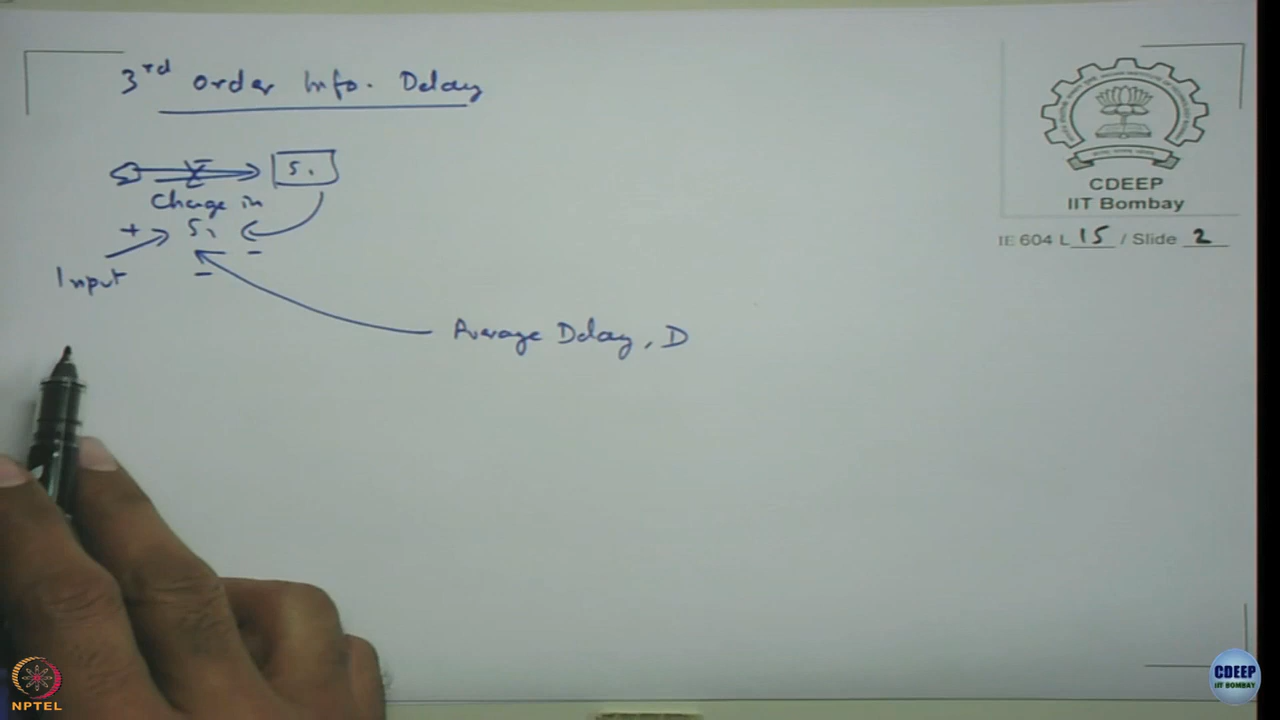 3rd Order Info. Delay
S1
Change in
+ S1
-
Input -
Average Delay, D
CDEEP
IIT Bombay
IE 604 L 15 / Slide 2
NPTEL
CDEEP
IIT BOMBAY